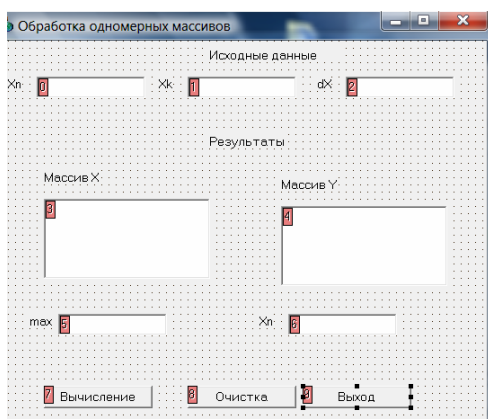 Обработка одномерных массивов
Исходные данные
Xn 0 Xk 1 dX 2
Результаты
Массив X
Массив Y
3
4
max 5 Xn 6
7 Вычисление 8 Очистка 9 Выход